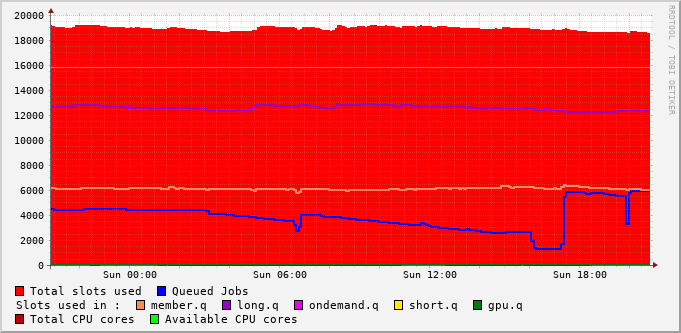 20000
18000
16000
14000
12000
10000
8000
6000
4000
2000
0
Sun 00:00 Sun 06:00 Sun 12:00 Sun 18:00
RRDTOOL / TOBI OETIKER
Total slots used Queued Jobs
Slots used in : member.q long.q ondemand.q short.q gpu.q
Total CPU cores Available CPU cores